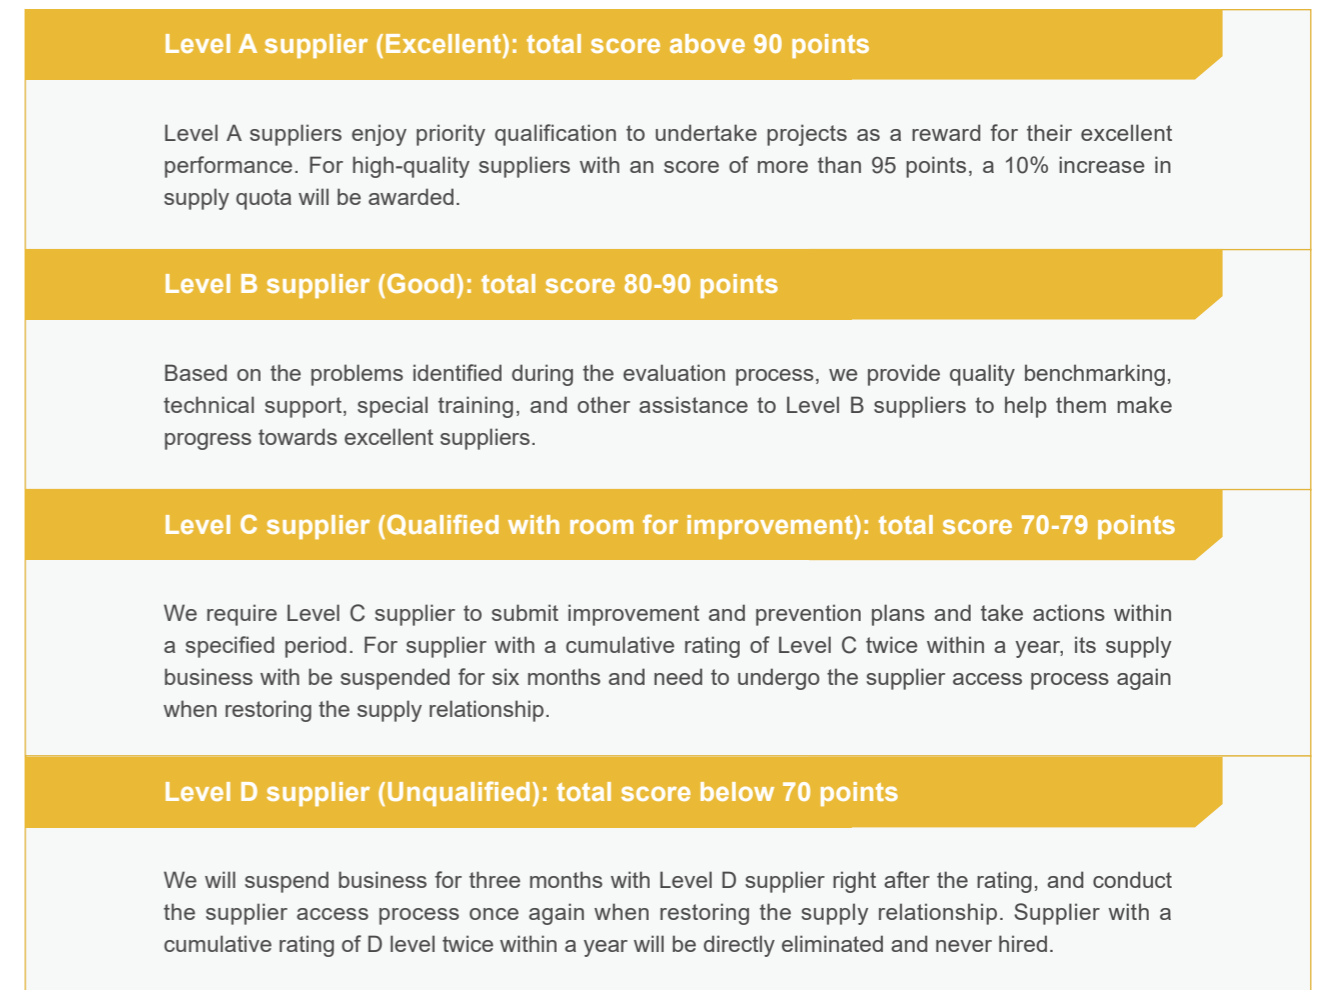 Level A supplier (Excellent): total score above 90 points
Level A suppliers enjoy priority qualification to undertake projects as a reward for their excellent
performance. For high-quality suppliers with an score of more than 95 points, a 10% increase in
supply quota will be awarded.
Level B supplier (Good): total score 80-90 points
Based on the problems identified during the evaluation process, we provide quality benchmarking,
technical support, special training, and other assistance to Level B suppliers to help them make
progress towards excellent suppliers.
Level C supplier (Qualified with room for improvement): total score 70-79 points
We require Level C supplier to submit improvement and prevention plans and take actions within
a specified period. For supplier with a cumulative rating of Level C twice within a year, its supply
business with be suspended for six months and need to undergo the supplier access process again
when restoring the supply relationship.
Level D supplier (Unqualified): total score below 70 points
We will suspend business for three months with Level D supplier right after the rating, and conduct
the supplier access process once again when restoring the supply relationship. Supplier with a
cumulative rating of D level twice within a year will be directly eliminated and never hired.